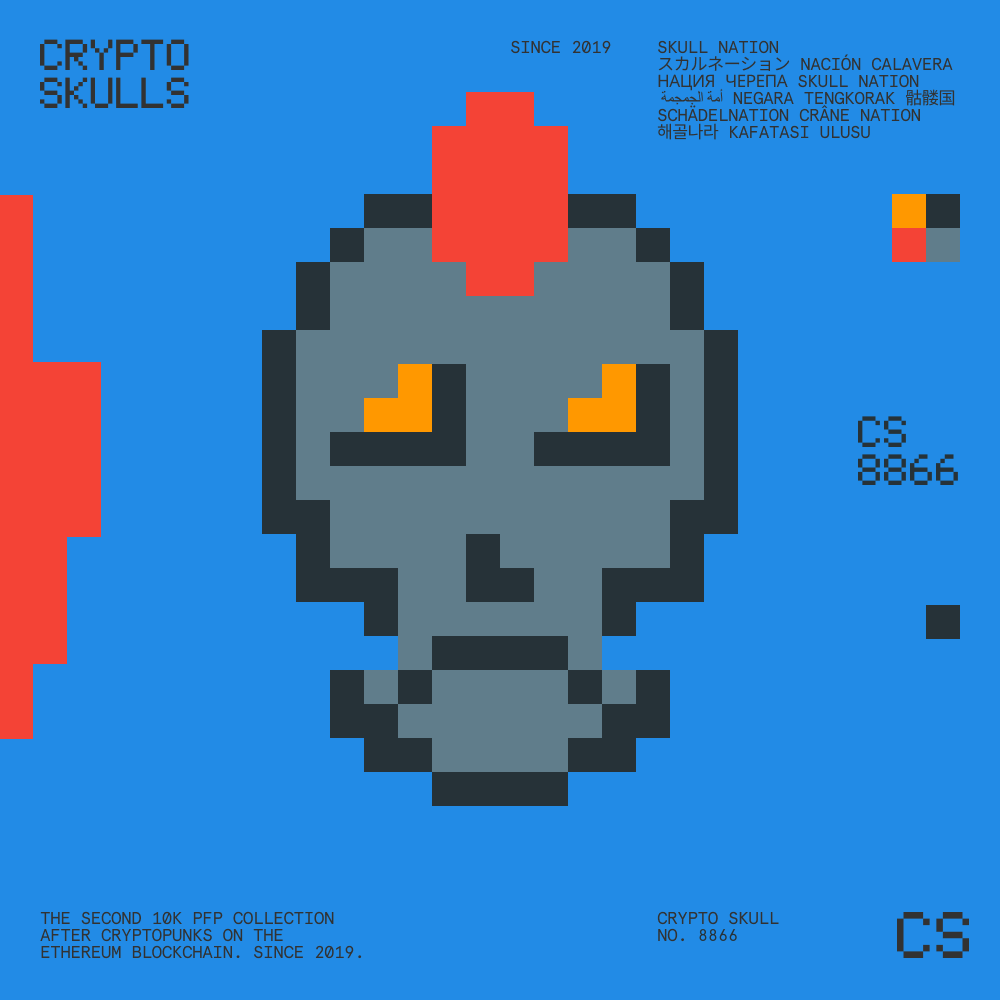 CRYPTO
SKULLS
SINCE 2019
SKULL NATION
スカルネーション NACIÓN CALAVERA
НАЦИЯ ЧЕРЕПА SKULL NATION
أمة الجمجمة NEGARA TENGKORAK 骷髅国
SCHÄDELNATION CRÂNE NATION
해골나라 KAFATASI ULUSU
CS
8866
THE SECOND 10K PFP COLLECTION
AFTER CRYPTOPUNKS ON THE
ETHEREUM BLOCKCHAIN. SINCE 2019.
CRYPTO SKULL
NO. 8866
CS